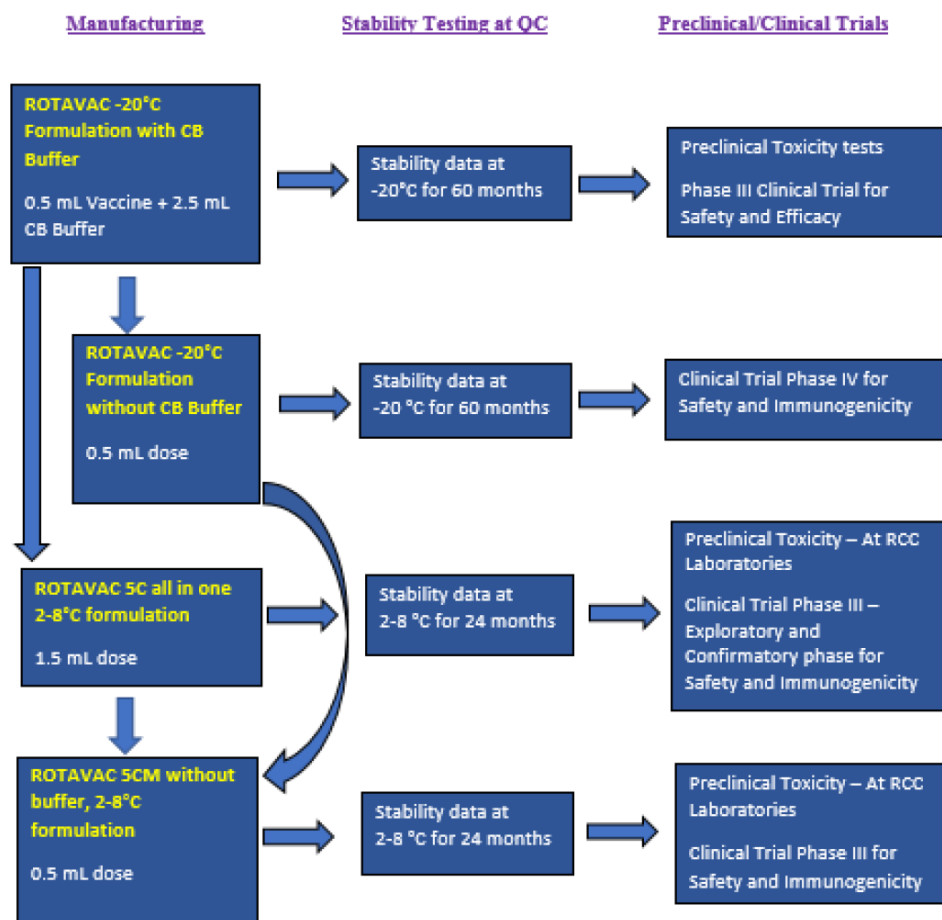 Manufacturing
Stability Testing at QC
Preclinical/Clinical Trials
ROTAVAC -20°C
Formulation with CB
Buffer
0.5 mL Vaccine + 2.5 mL
CB Buffer
Stability data at
-20°C for 60 months
Preclinical Toxicity tests
Phase III Clinical Trial for
Safety and Efficacy
ROTAVAC -20°C
Formulation
without CB Buffer
0.5 mL dose
Stability data at
-20 °C for 60 months
Clinical Trial Phase IV for
Safety and Immunogenicity
ROTAVAC 5C all in one
2-8°C formulation
1.5 mL dose
Stability data at
2-8 °C for 24 months
Preclinical Toxicity – At RCC
Laboratories
Clinical Trial Phase III –
Exploratory and
Confirmatory phase for
Safety and Immunogenicity
ROTAVAC 5CM without
buffer, 2-8°C
formulation
0.5 mL dose
Stability data at
2-8 °C for 24 months
Preclinical Toxicity – At RCC
Laboratories
Clinical Trial Phase III for
Safety and Immunogenicity